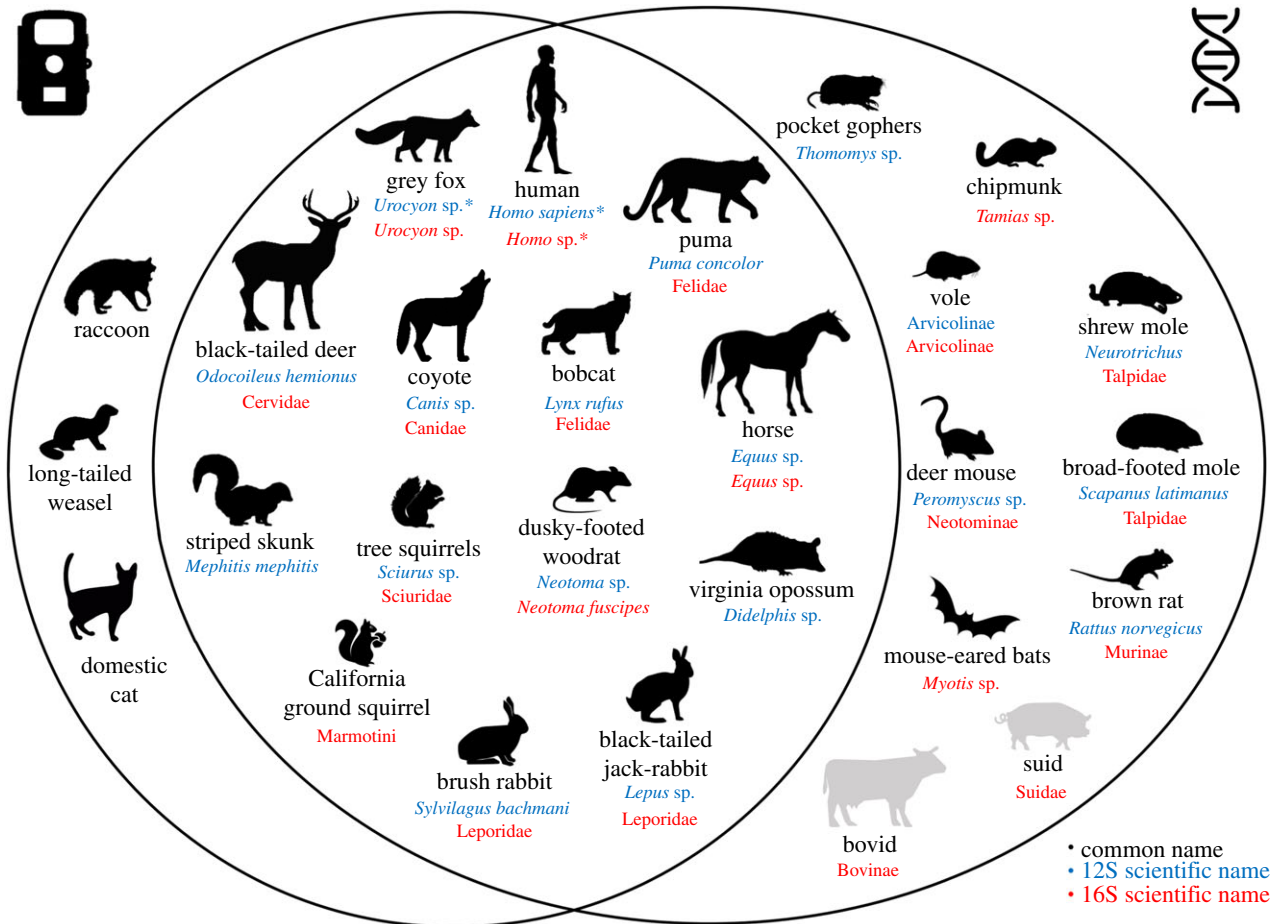 grey fox
Urocyon sp.*
Urocyon sp.
human
Homo sapiens*
Homo sp.*
puma
Puma concolor
Felidae
pocket gophers
Thomomys sp.
chipmunk
Tamias sp.
raccoon
black-tailed deer
Odocoileus hemionus
Cervidae
coyote
Canis sp.
Canidae
bobcat
Lynx rufus
Felidae
horse
Equus sp.
Equus sp.
vole
Arvicolinae
Arvicolinae
shrew mole
Neurotrichus
Talpidae
long-tailed
weasel
striped skunk
Mephitis mephitis
tree squirrels
Sciurus sp.
Sciuridae
dusky-footed
woodrat
Neotoma sp.
Neotoma fuscipes
virginia opossum
Didelphis sp.
deer mouse
Peromyscus sp.
Neotominae
broad-footed mole
Scapanus latimanus
Talpidae
domestic
cat
California
ground squirrel
Marmotini
brush rabbit
Sylvilagus bachmani
Leporidae
black-tailed
jack-rabbit
Lepus sp.
Leporidae
mouse-eared bats
Myotis sp.
brown rat
Rattus norvegicus
Murinae
bovid
Bovinae
suid
Suidae
• common name
• 12S scientific name
• 16S scientific name